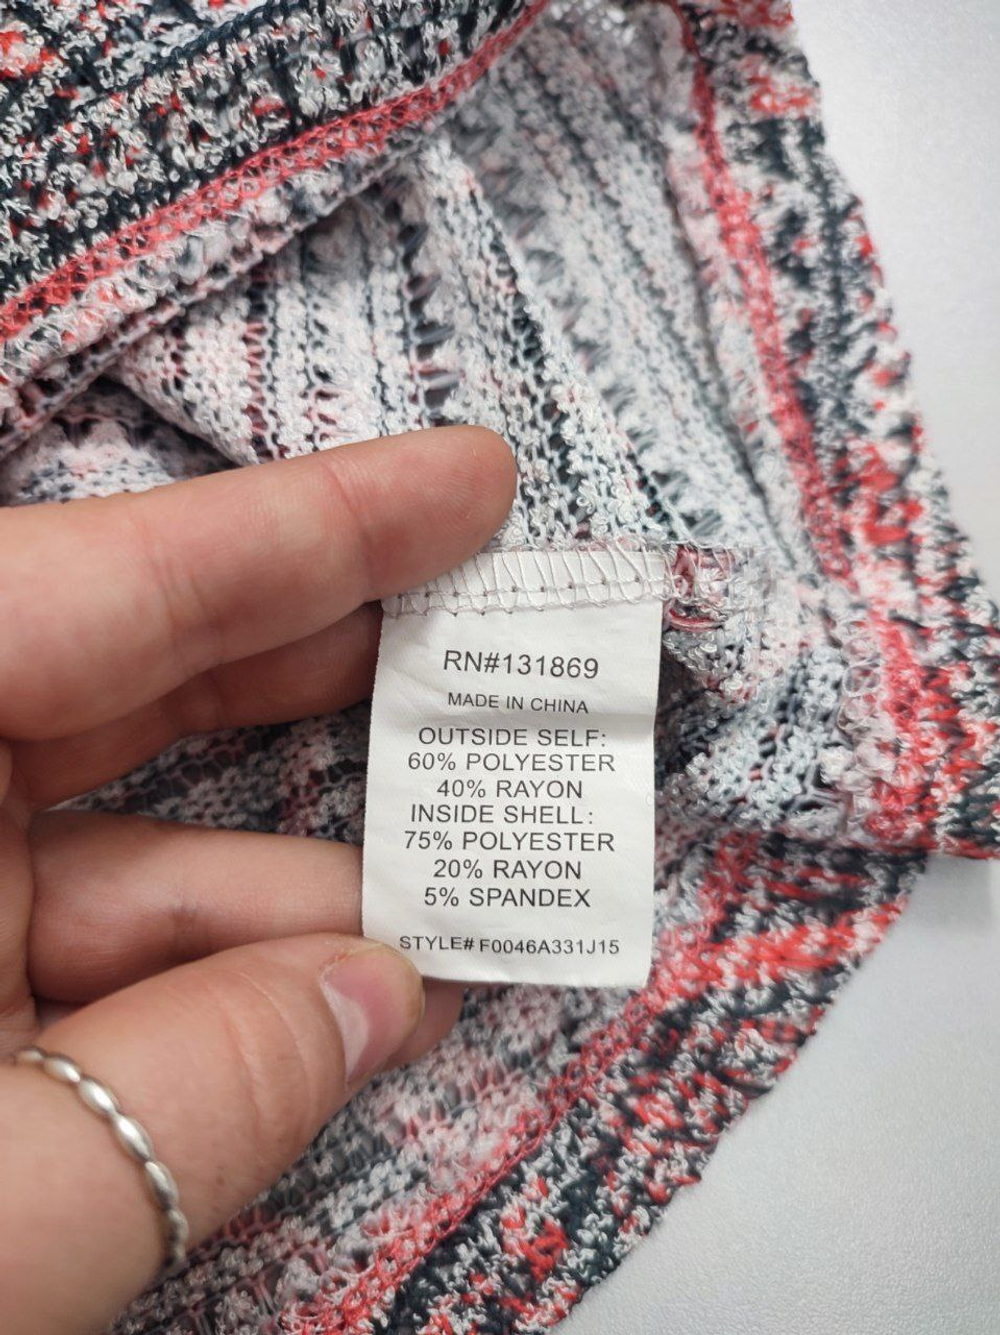 RN#131869
MADE IN CHINA
OUTSIDE SELF:
60% POLYESTER
40% RAYON
INSIDE SHELL:
75% POLYESTER
20% RAYON
5% SPANDEX
STYLE# F0046A331J15